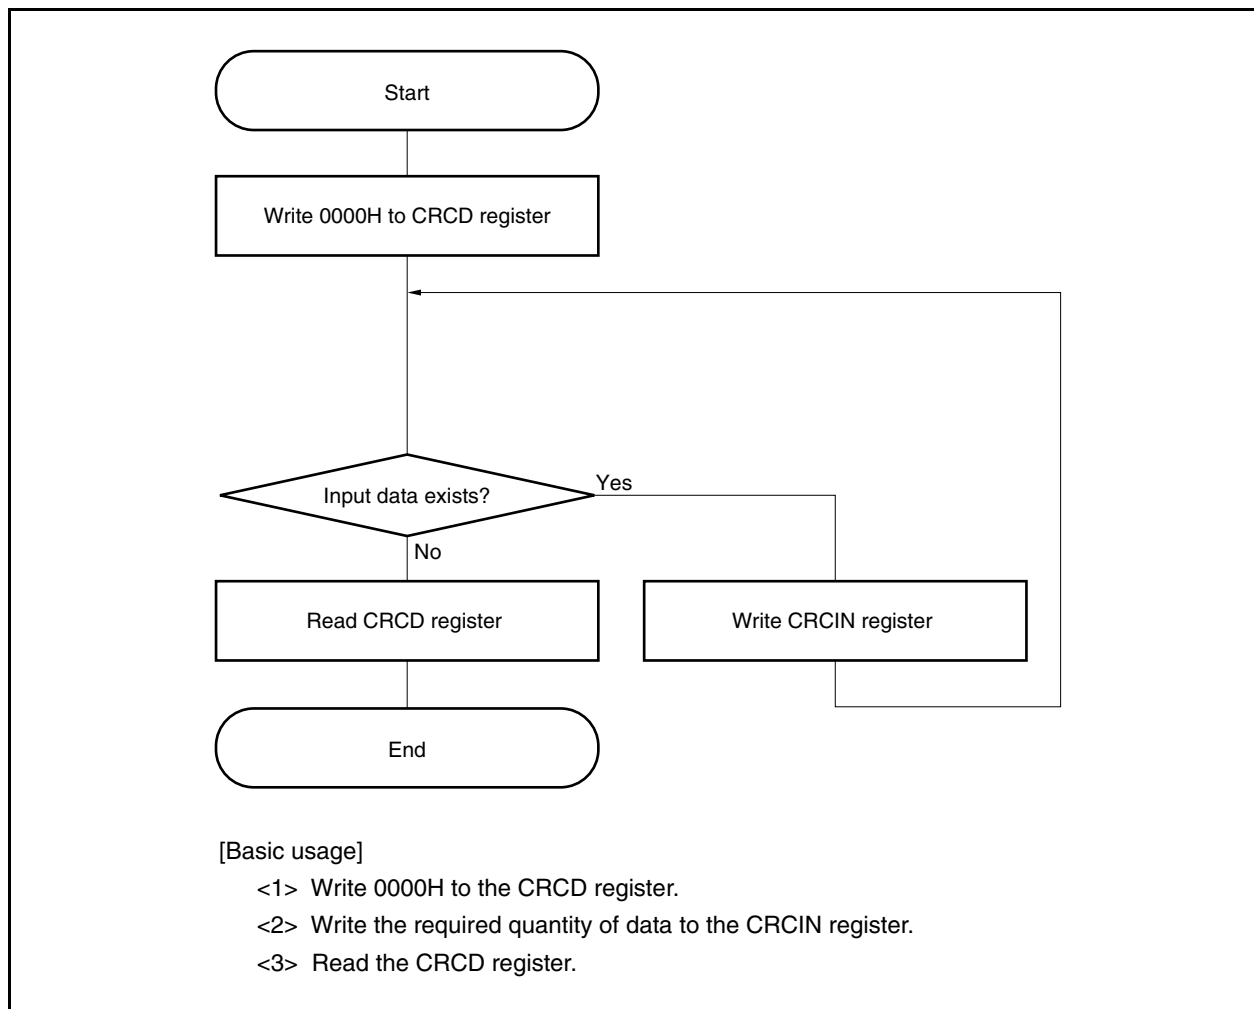 Start
Write 0000H to CRCD register
Input data exists?
Yes
No
Read CRCD register
Write CRCIN register
End
[Basic usage]
<1> Write 0000H to the CRCD register.
<2> Write the required quantity of data to the CRCIN register.
<3> Read the CRCD register.